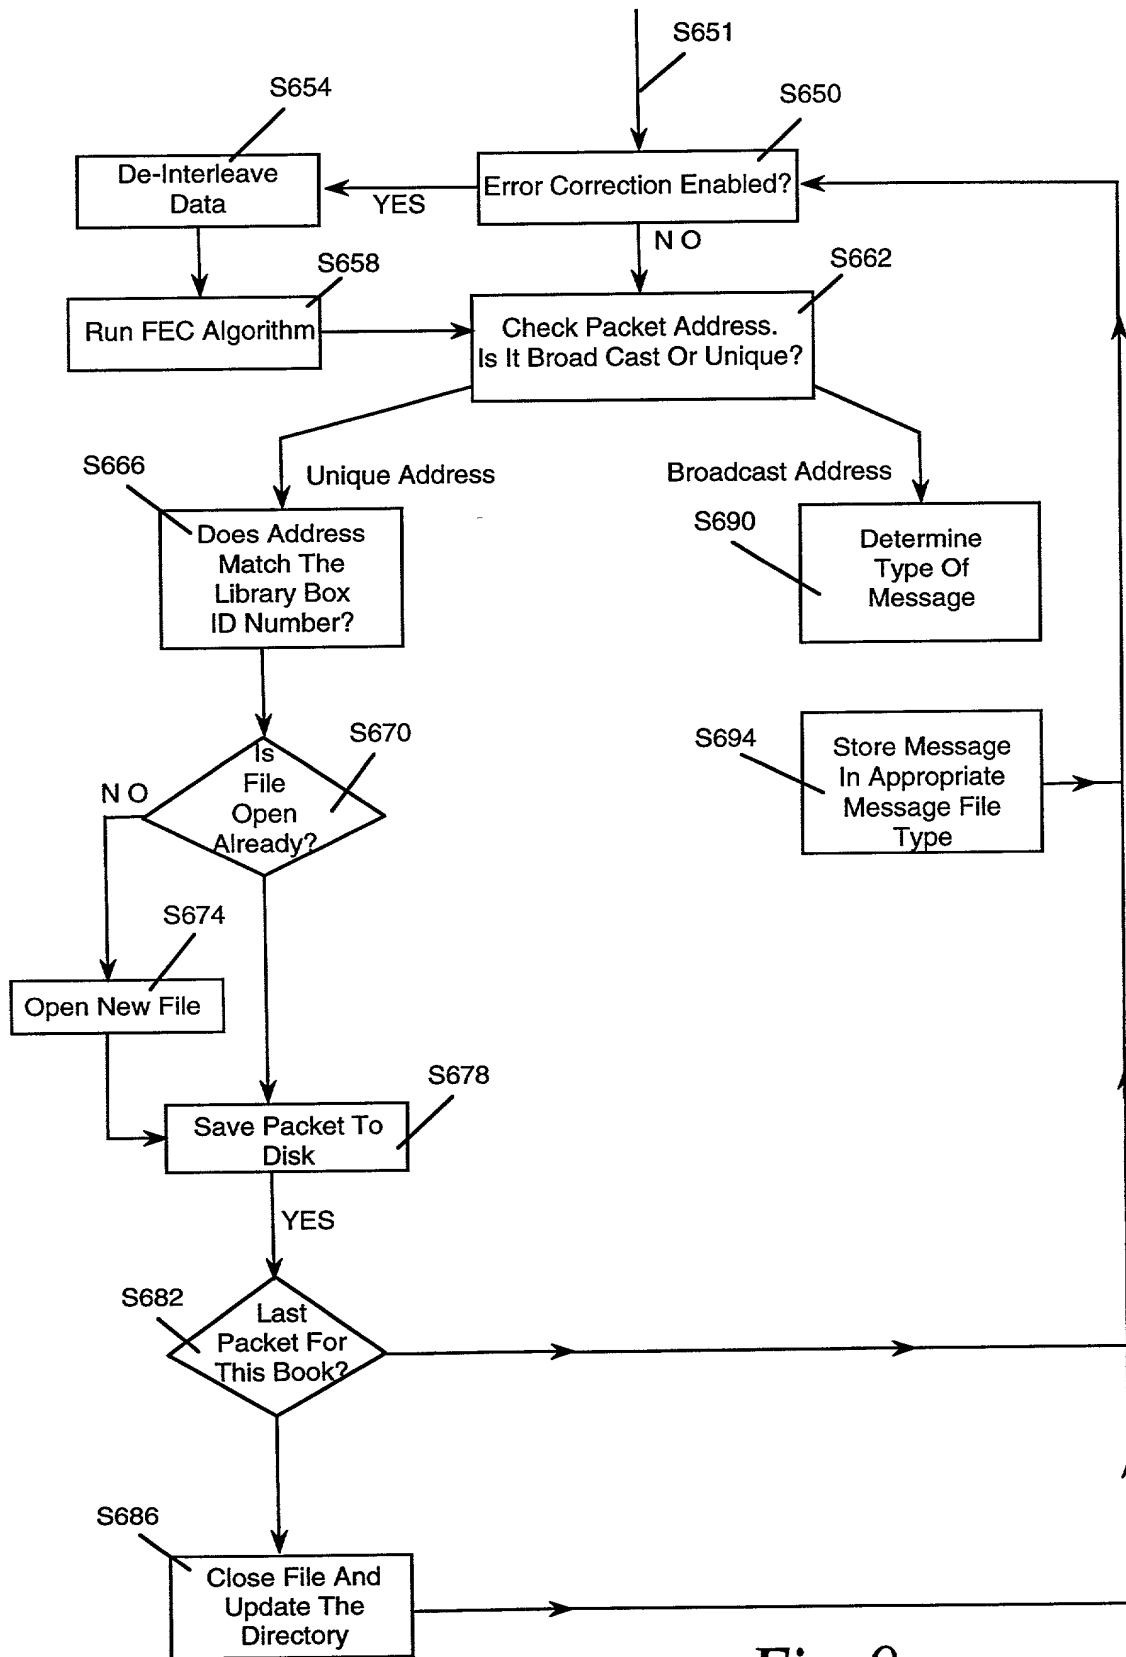 S651
S654
S650
De-Interleave
Data
YES
Error Correction Enabled?
N O
S658
S662
Run FEC Algorithm
Check Packet Address.
Is It Broad Cast Or Unique?
S666
Unique Address
Broadcast Address
S690
Does Address
Match The
Library Box
ID Number?
Determine
Type Of
Message
S670
S694
Is
File
Open
Already?
N O
Store Message
In Appropriate
Message File
Type
S674
Open New File
S678
Save Packet To
Disk
YES
S682
Last
Packet For
This Book?
S686
Close File And
Update The
Directory